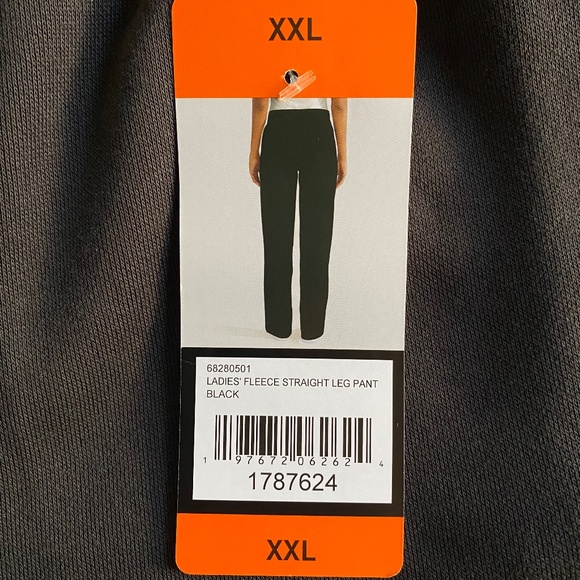 XXL
68280501
LADIES' FLEECE STRAIGHT LEG PANT
BLACK
1 97672 06262 4
1787624
XXL